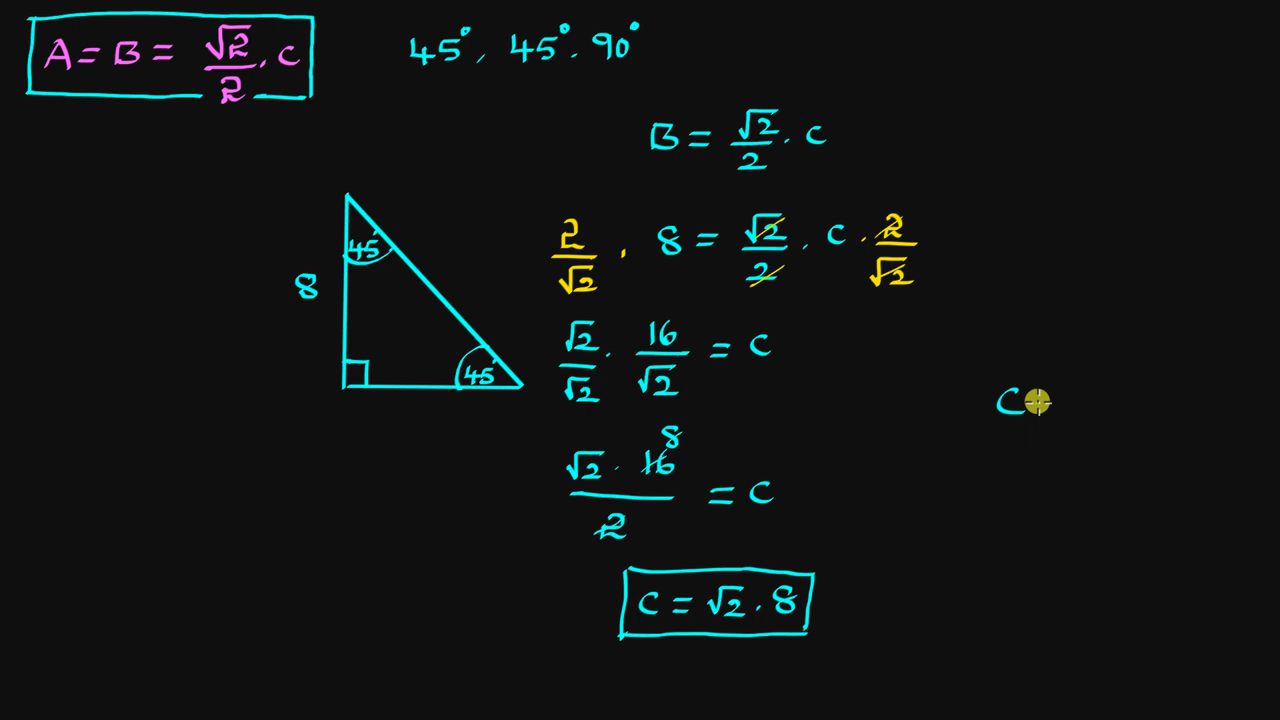 A = B = √2/2 . C
45°, 45°. 90°
B = √2/2 . C
45°
8
45°
2/√2 . 8 = √2/2 . C . 2/√2
√2/√2 . 16/√2 = C
8
√2 . 16/2 = C
C = √2 . 8
C